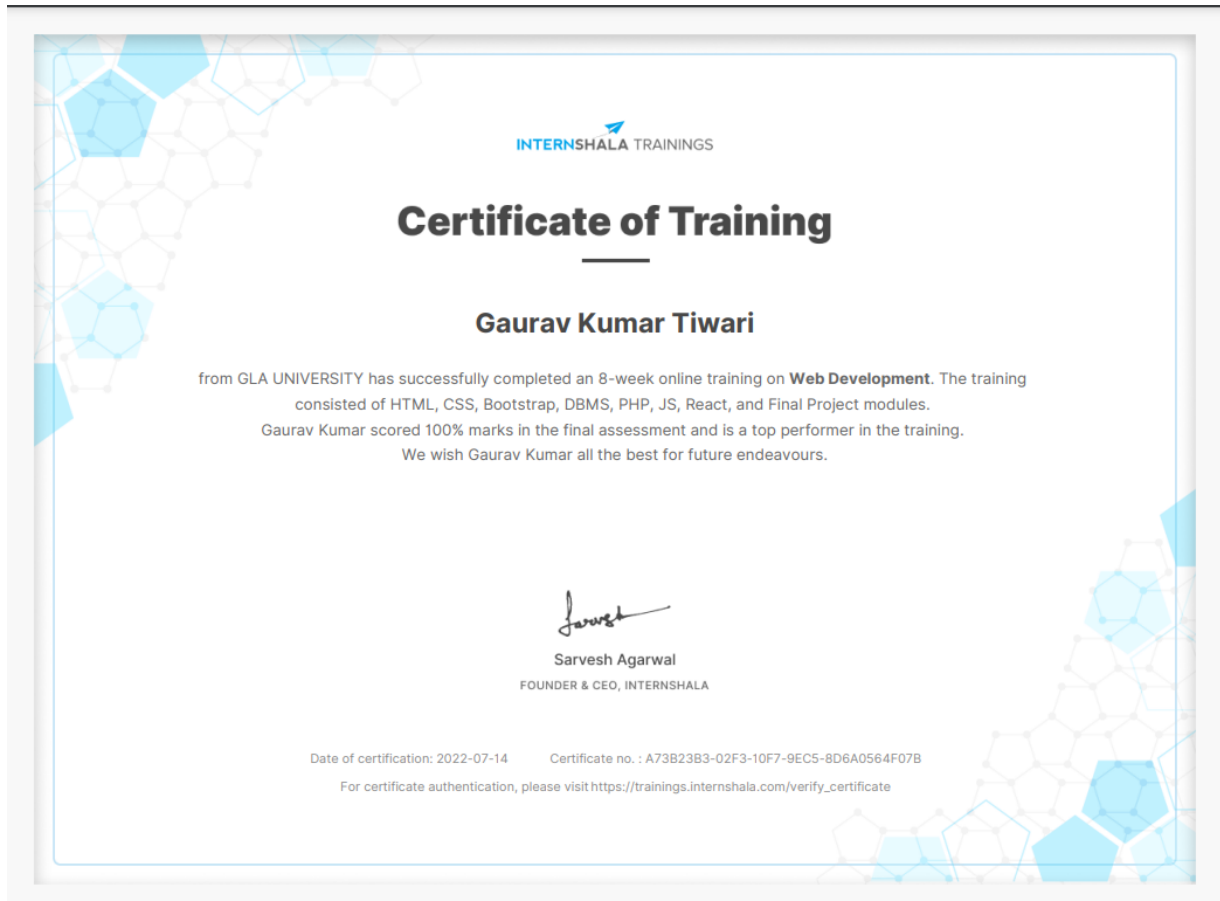 INTERNSHALA TRAININGS
Certificate of Training
Gaurav Kumar Tiwari
from GLA UNIVERSITY has successfully completed an 8-week online training on Web Development. The training
consisted of HTML, CSS, Bootstrap, DBMS, PHP, JS, React, and Final Project modules.
Gaurav Kumar scored 100% marks in the final assessment and is a top performer in the training.
We wish Gaurav Kumar all the best for future endeavours.
Sarvesh
Sarvesh Agarwal
FOUNDER & CEO, INTERNSHALA
Date of certification: 2022-07-14 Certificate no. : A73B23B3-02F3-10F7-9EC5-8D6A0564F07B
For certificate authentication, please visit https://trainings.internshala.com/verify_certificate